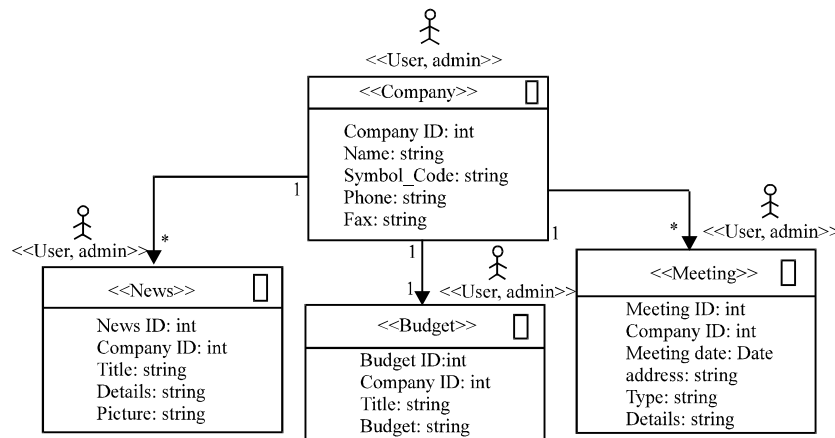 <<User, admin>>
<<Company>>
Company ID: int
Name: string
Symbol_Code: string
Phone: string
Fax: string
1
1
1
*
*
1
<<User, admin>>
<<User, admin>>
<<User, admin>>
<<News>>
News ID: int
Company ID: int
Title: string
Details: string
Picture: string
<<Budget>>
Budget ID:int
Company ID: int
Title: string
Budget: string
<<Meeting>>
Meeting ID: int
Company ID: int
Meeting date: Date
address: string
Type: string
Details: string